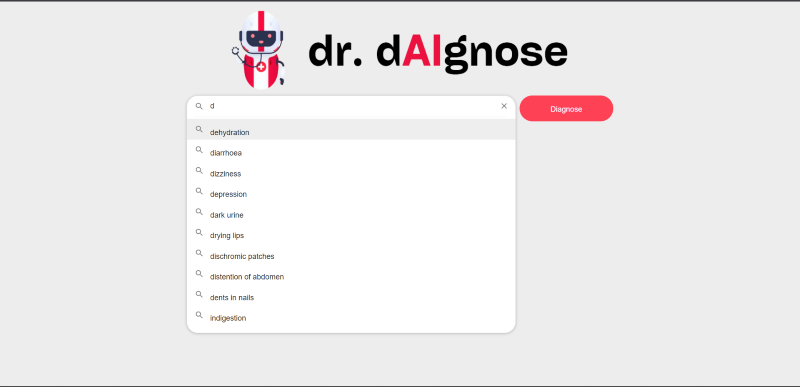 dr. dAIgnose
d
Diagnose
dehydration
diarrhoea
dizziness
depression
dark urine
drying lips
dischromic patches
distention of abdomen
dents in nails
indigestion